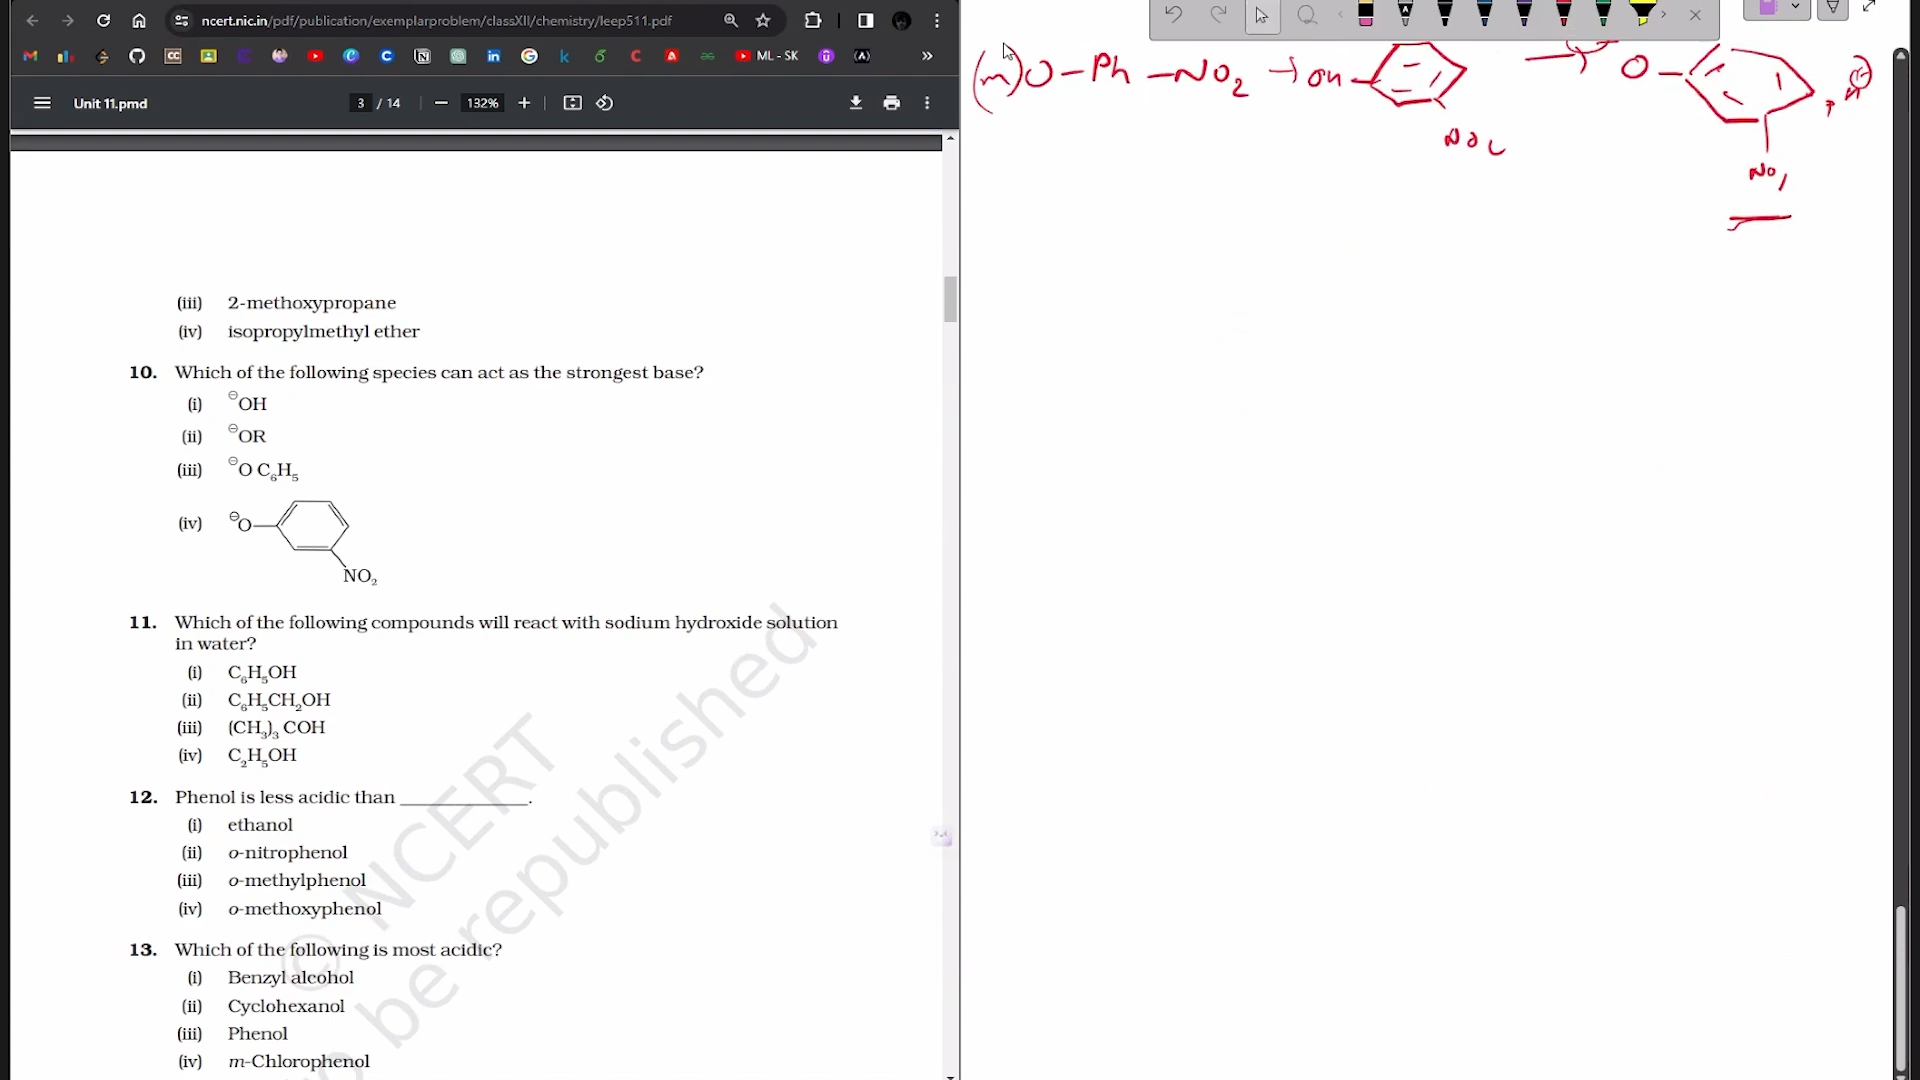 ncert.nic.in/pdf/publication/exemplarproblem/classXII/chemistry/leep511.pdf
ML - SK
Unit 11.pmd
3 / 14
132%
(iii) 2-methoxypropane
(iv) isopropylmethyl ether
10. Which of the following species can act as the strongest base?
(i) ⊖OH
(ii) ⊖OR
(iii) ⊖O C₆H₅
(iv) ⊖O
NO₂
11. Which of the following compounds will react with sodium hydroxide solution
in water?
(i) C₆H₅OH
(ii) C₆H₅CH₂OH
(iii) (CH₃)₃ COH
(iv) C₂H₅OH
12. Phenol is less acidic than ____________.
(i) ethanol
(ii) o-nitrophenol
(iii) o-methylphenol
(iv) o-methoxyphenol
13. Which of the following is most acidic?
(i) Benzyl alcohol
(ii) Cyclohexanol
(iii) Phenol
(iv) m-Chlorophenol
© NCERT
be republished
(m) O – Ph – NO₂ → OH
NO₂
O
NO₂